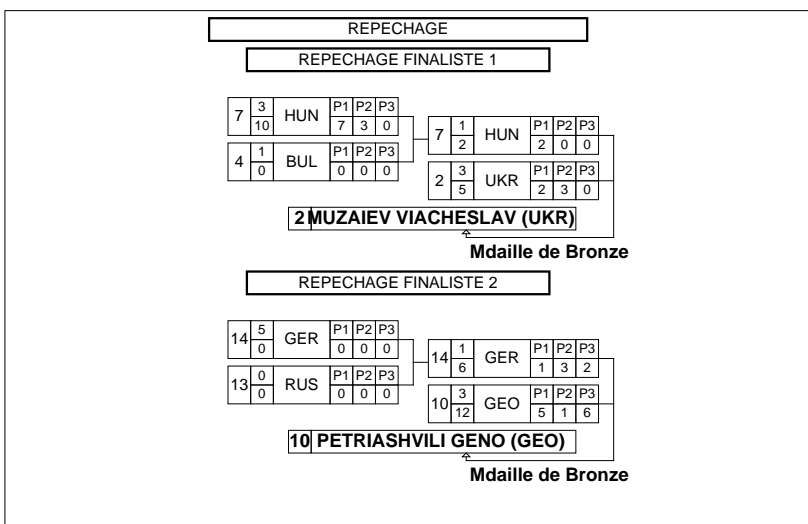 REPECHAGE
REPECHAGE FINALISTE 1
7 3 10 HUN P1 P2 P3 7 3 0
4 1 0 BUL P1 P2 P3 0 0 0
7 1 2 HUN P1 P2 P3 2 0 0
2 3 5 UKR P1 P2 P3 2 3 0
2 MUZAIEV VIACHESLAV (UKR)
Mdaille de Bronze
REPECHAGE FINALISTE 2
14 5 0 GER P1 P2 P3 0 0 0
13 0 0 RUS P1 P2 P3 0 0 0
14 1 6 GER P1 P2 P3 1 3 2
10 3 12 GEO P1 P2 P3 5 1 6
10 PETRIASHVILI GENO (GEO)
Mdaille de Bronze